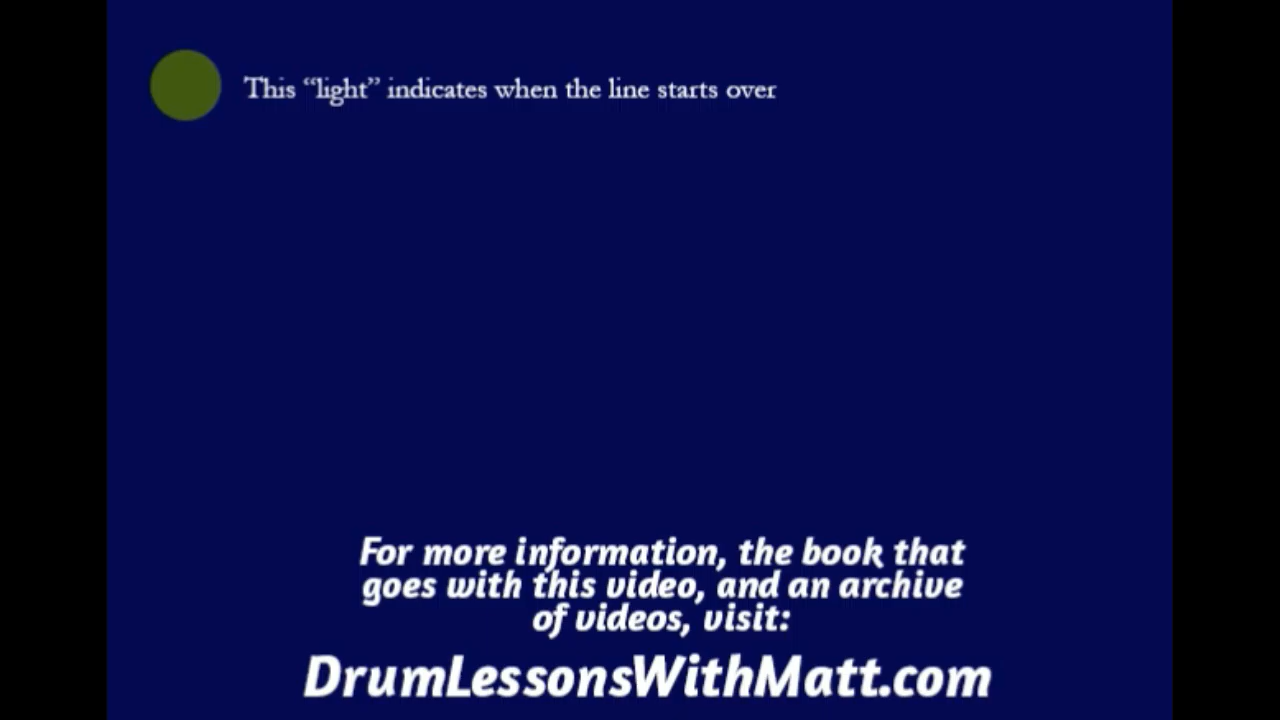 This “light” indicates when the line starts over
For more information, the book that
goes with this video, and an archive
of videos, visit:
DrumLessonsWithMatt.com